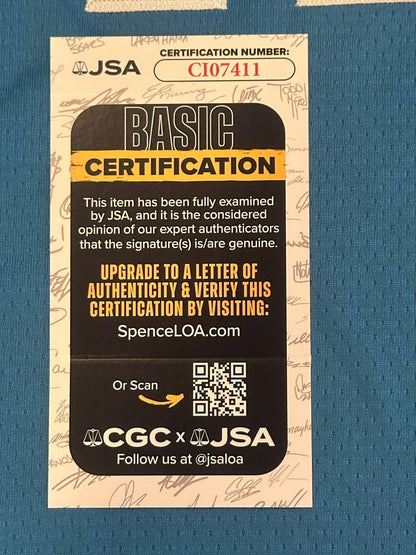 CERTIFICATION NUMBER:
JSA
CI07411
BASIC
CERTIFICATION
This item has been fully examined
by JSA, and it is the considered
opinion of our expert authenticators
that the signature(s) is/are genuine.
UPGRADE TO A LETTER OF
AUTHENTICITY & VERIFY THIS
CERTIFICATION BY VISITING:
SpenceLOA.com
Or Scan
CGC x JSA
Follow us at @jsaloa